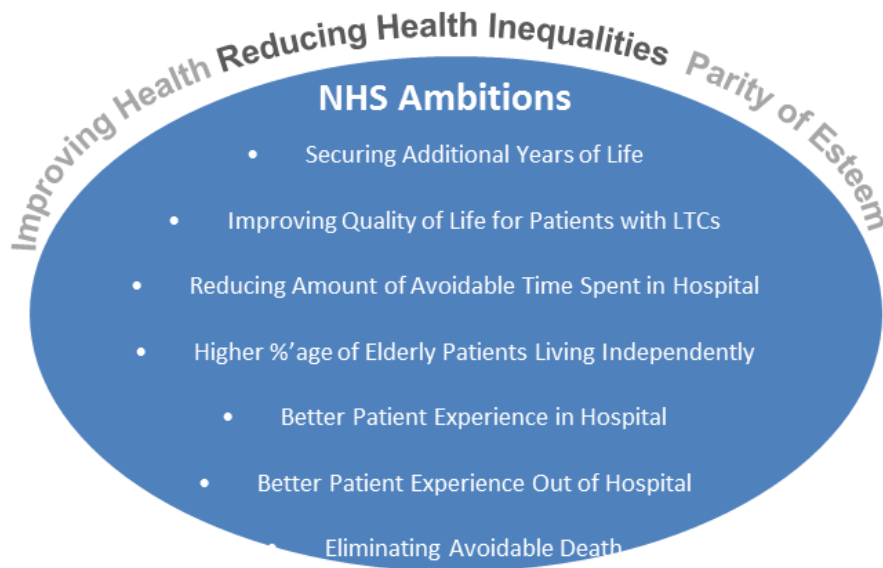 Improving Health Reducing Health Inequalities Parity of Esteem
NHS Ambitions
• Securing Additional Years of Life
• Improving Quality of Life for Patients with LTCs
• Reducing Amount of Avoidable Time Spent in Hospital
• Higher %’age of Elderly Patients Living Independently
• Better Patient Experience in Hospital
• Better Patient Experience Out of Hospital
• Eliminating Avoidable Death